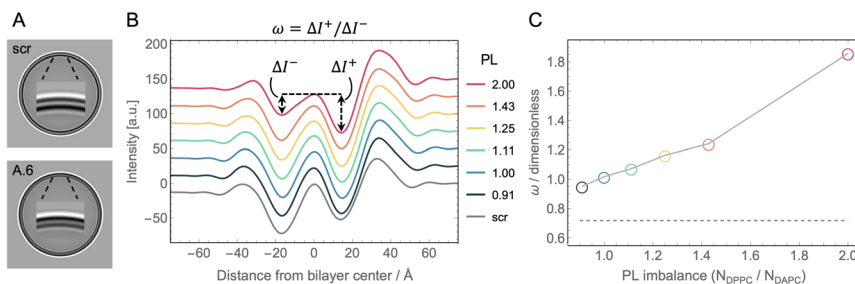 A
scr
A.6
B
ω = ΔI⁺/ΔI⁻
ΔI⁻
ΔI⁺
Intensity [a.u.]
200
150
100
50
0
−50
−60 −40 −20 0 20 40 60
Distance from bilayer center / Å
PL
2.00
1.43
1.25
1.11
1.00
0.91
scr
C
ω / dimensionless
1.8
1.6
1.4
1.2
1.0
0.8
0.6
1.0 1.2 1.4 1.6 1.8 2.0
PL imbalance (N_DPPC / N_DAPC)